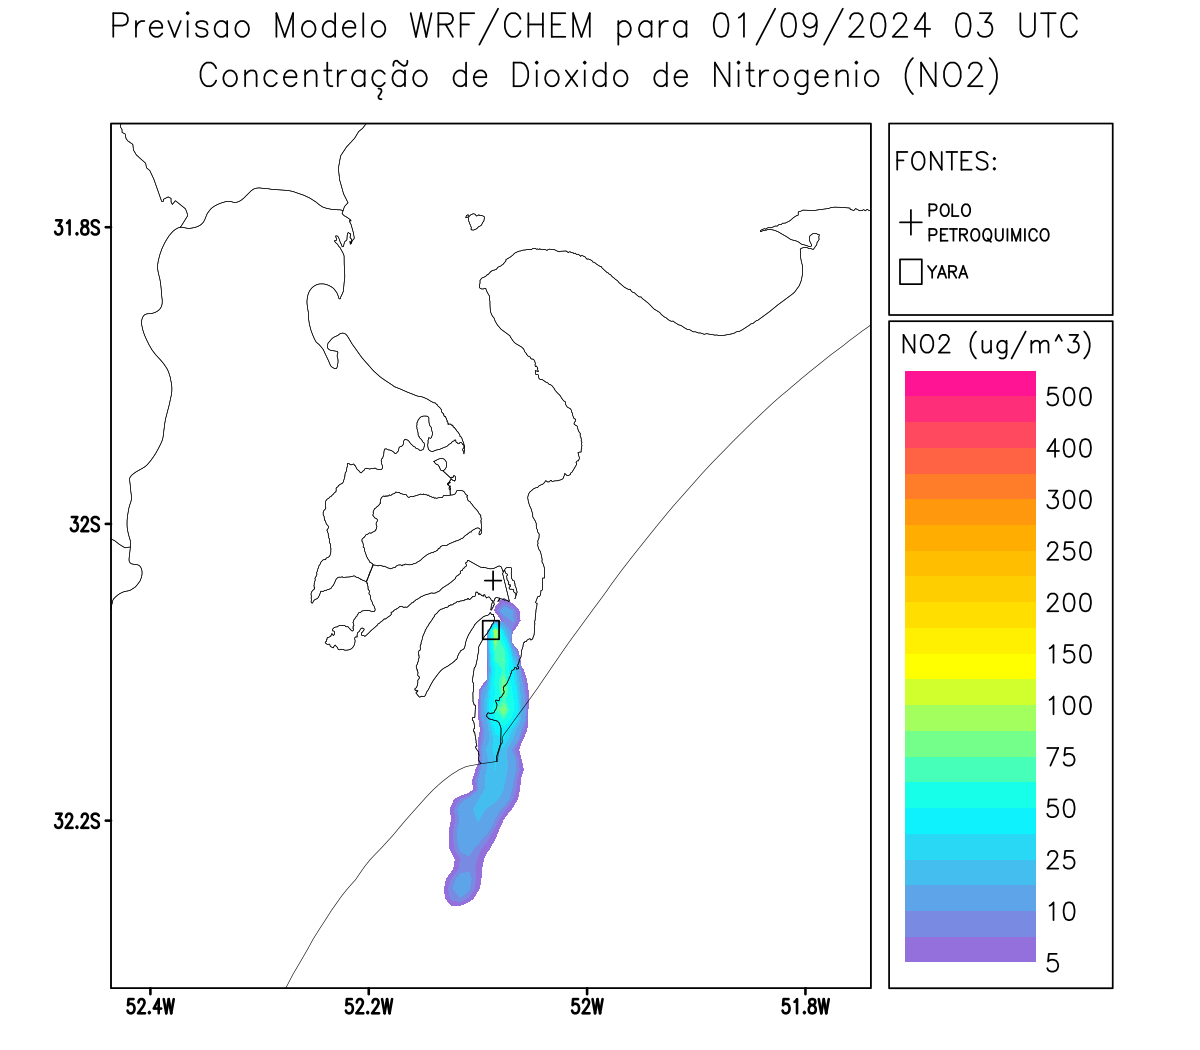 Previsao Modelo WRF/CHEM para 01/09/2024 03 UTC
Concentração de Dioxido de Nitrogenio (NO2)
FONTES:
POLO
PETROQUIMICO
YARA
NO2 (ug/m^3)
500
400
300
250
200
150
100
75
50
25
10
5
31.8S
32S
32.2S
52.4W
52.2W
52W
51.8W